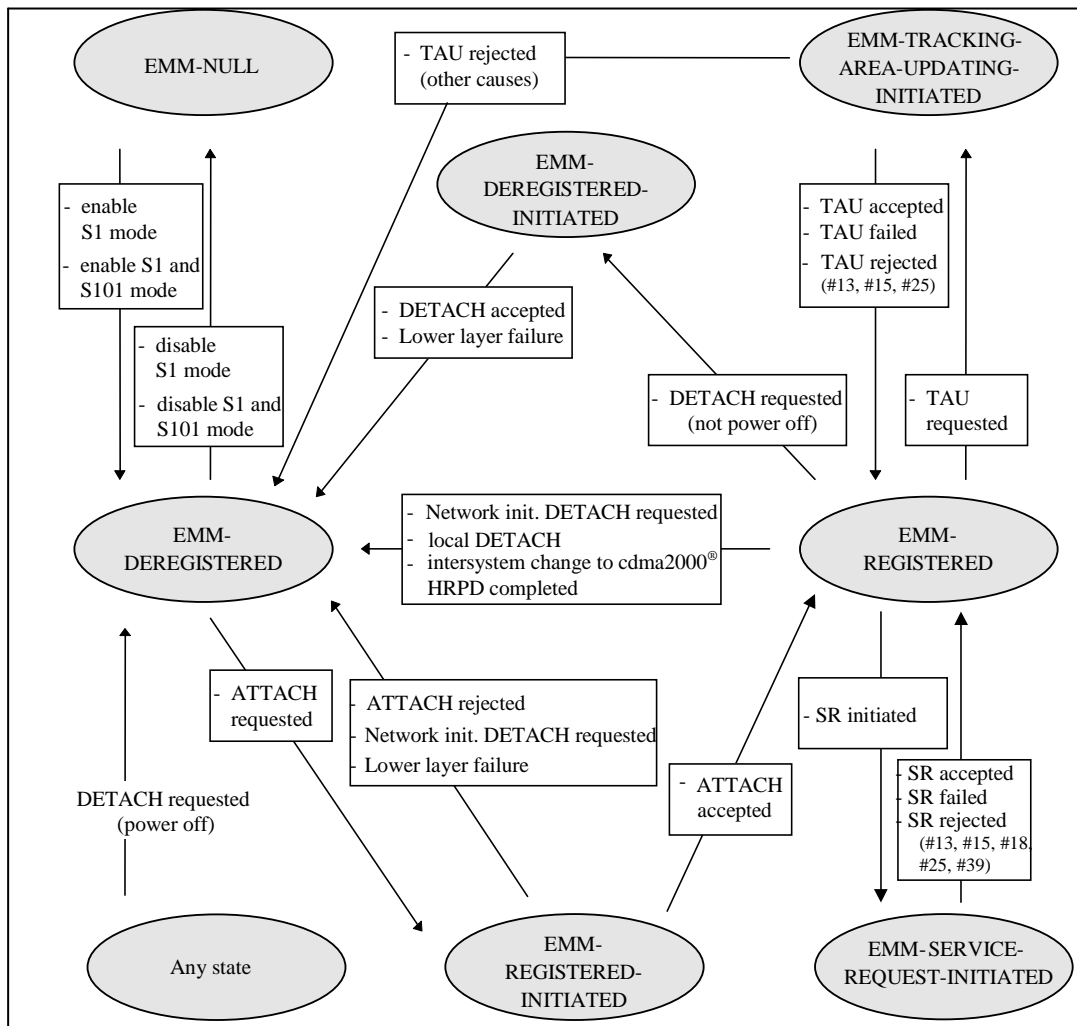 EMM-NULL
- TAU rejected
(other causes)
EMM-TRACKING-
AREA-UPDATING-
INITIATED
EMM-
DEREGISTERED-
INITIATED
- enable
S1 mode
- enable S1 and
S101 mode
- disable
S1 mode
- disable S1 and
S101 mode
- DETACH accepted
- Lower layer failure
- TAU accepted
- TAU failed
- TAU rejected
(#13, #15, #25)
- DETACH requested
(not power off)
- TAU
requested
EMM-
DEREGISTERED
- Network init. DETACH requested
- local DETACH
- intersystem change to cdma2000®
HRPD completed
EMM-
REGISTERED
- ATTACH
requested
- ATTACH rejected
- Network init. DETACH requested
- Lower layer failure
- SR initiated
DETACH requested
(power off)
- ATTACH
accepted
- SR accepted
- SR failed
- SR rejected
(#13, #15, #18,
#25, #39)
Any state
EMM-
REGISTERED-
INITIATED
EMM-SERVICE-
REQUEST-INITIATED